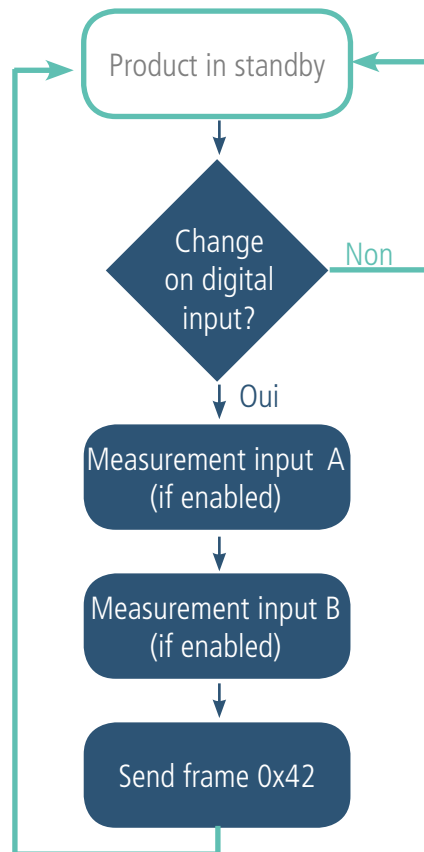 Product in standby
Change
on digital
input?
Non
Oui
Measurement input A
(if enabled)
Measurement input B
(if enabled)
Send frame 0x42